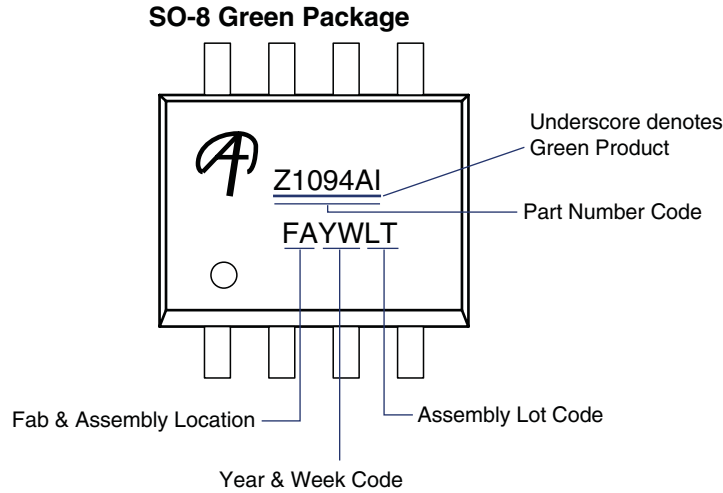 SO-8 Green Package
Underscore denotes
Green Product
Z1094AI
Part Number Code
FAYWLT
Fab & Assembly Location
Assembly Lot Code
Year & Week Code